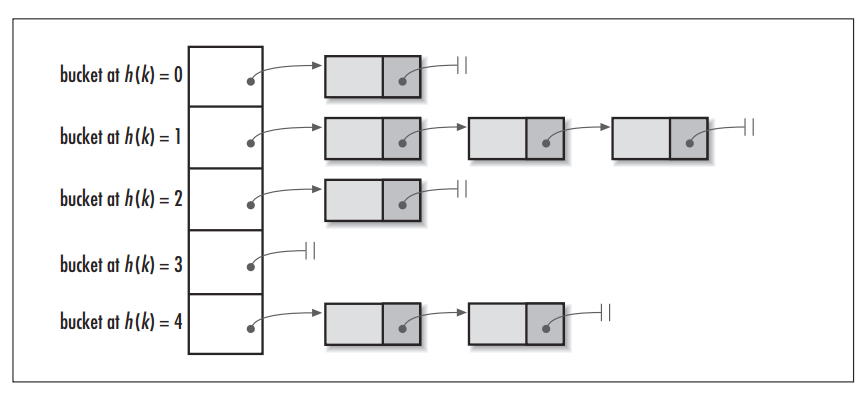 bucket at h(k) = 0
bucket at h(k) = 1
bucket at h(k) = 2
bucket at h(k) = 3
bucket at h(k) = 4